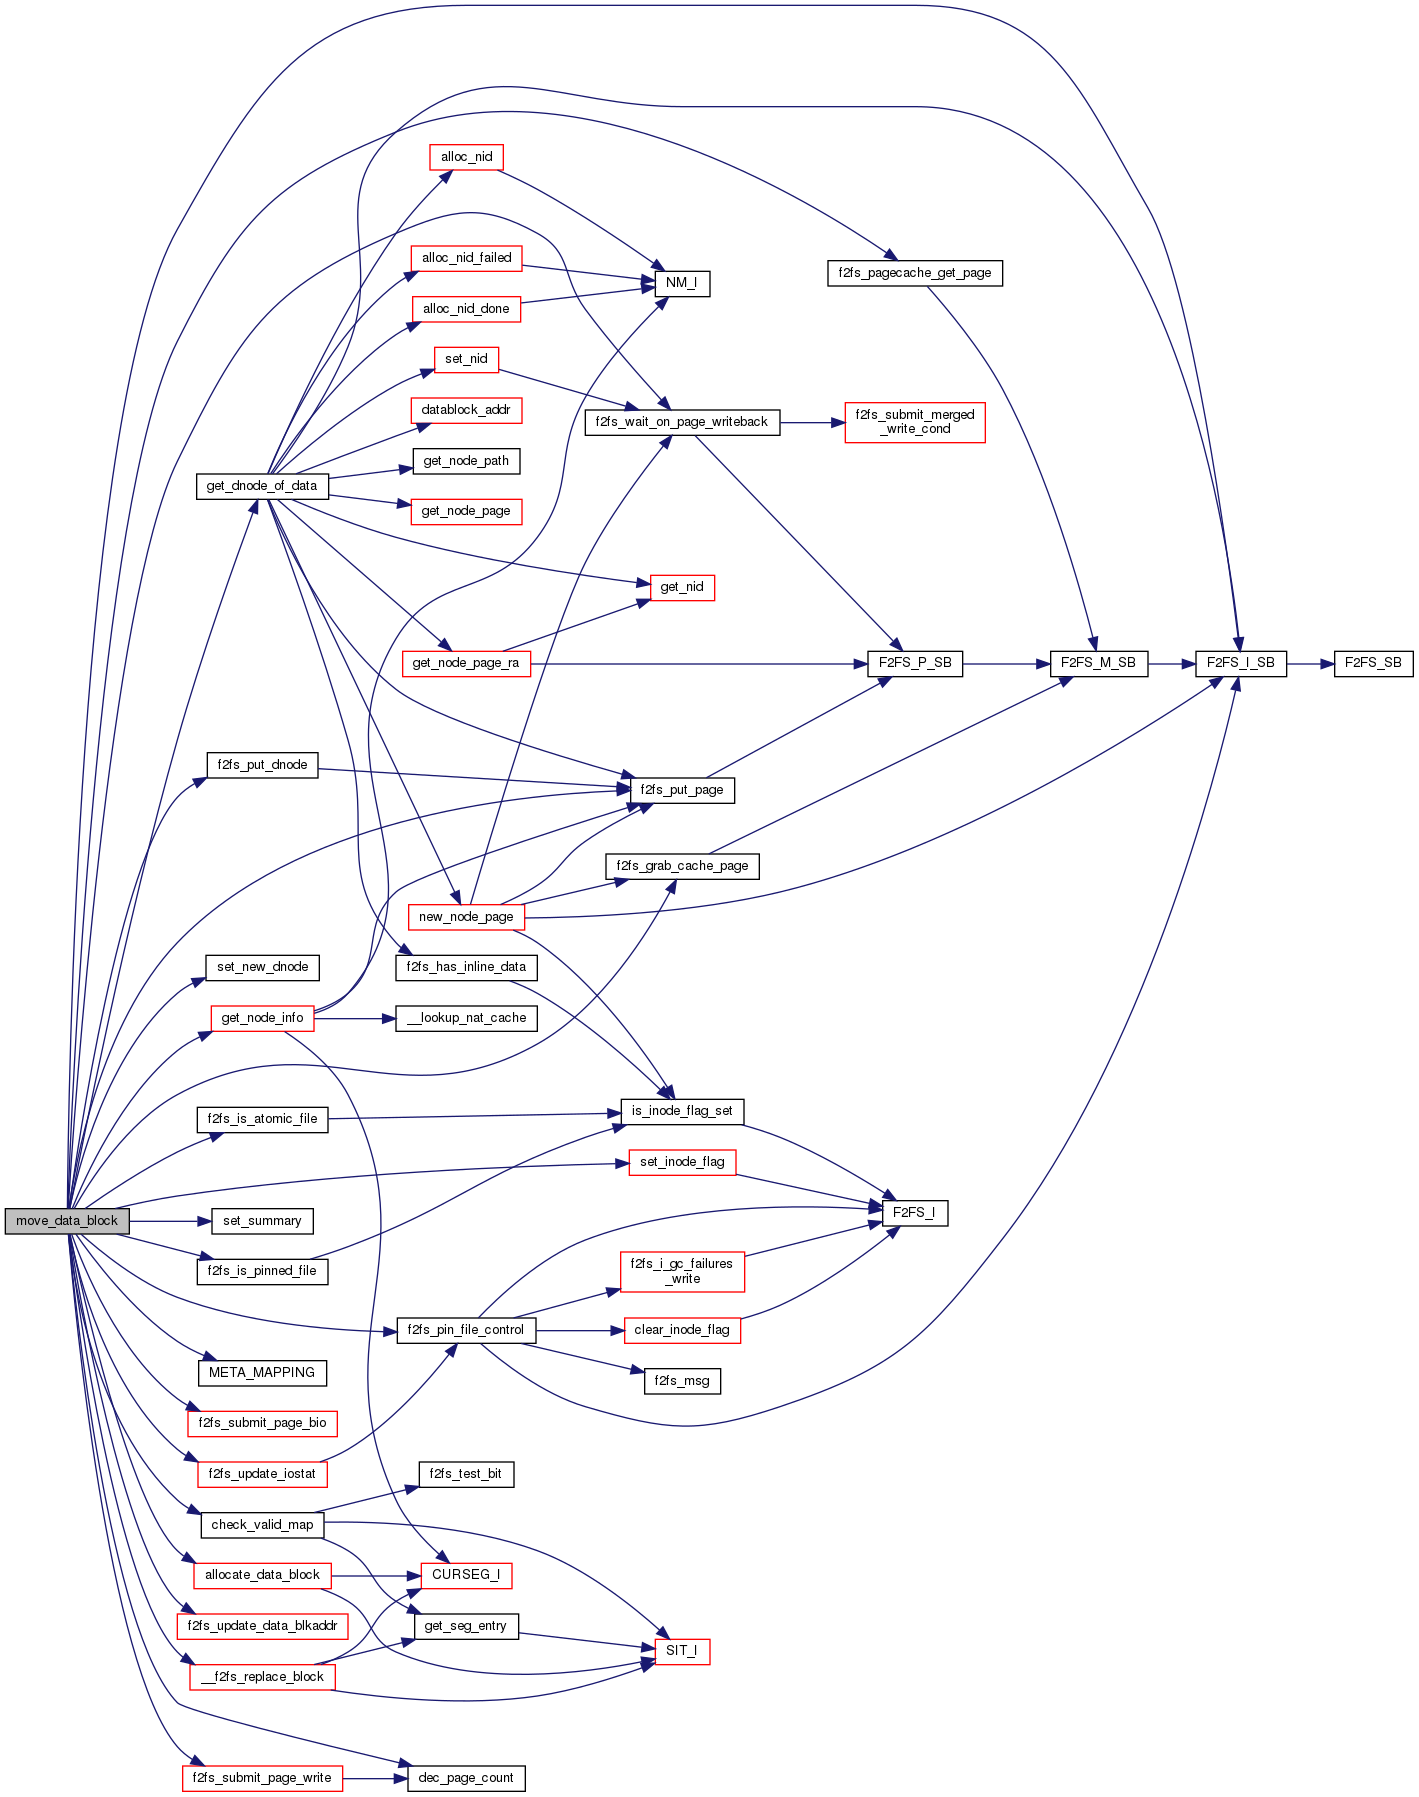 alloc_nid
alloc_nid_failed
f2fs_pagecache_get_page
NM_I
alloc_nid_done
set_nid
datablock_addr
f2fs_wait_on_page_writeback
f2fs_submit_merged
_write_cond
get_node_path
get_dnode_of_data
get_node_page
get_nid
get_node_page_ra
F2FS_P_SB
F2FS_M_SB
F2FS_I_SB
F2FS_SB
f2fs_put_dnode
f2fs_put_page
f2fs_grab_cache_page
new_node_page
set_new_dnode
f2fs_has_inline_data
get_node_info
__lookup_nat_cache
f2fs_is_atomic_file
is_inode_flag_set
set_inode_flag
move_data_block
set_summary
F2FS_I
f2fs_is_pinned_file
f2fs_i_gc_failures
_write
f2fs_pin_file_control
clear_inode_flag
META_MAPPING
f2fs_msg
f2fs_submit_page_bio
f2fs_update_iostat
f2fs_test_bit
check_valid_map
allocate_data_block
CURSEG_I
f2fs_update_data_blkaddr
get_seg_entry
SIT_I
__f2fs_replace_block
f2fs_submit_page_write
dec_page_count